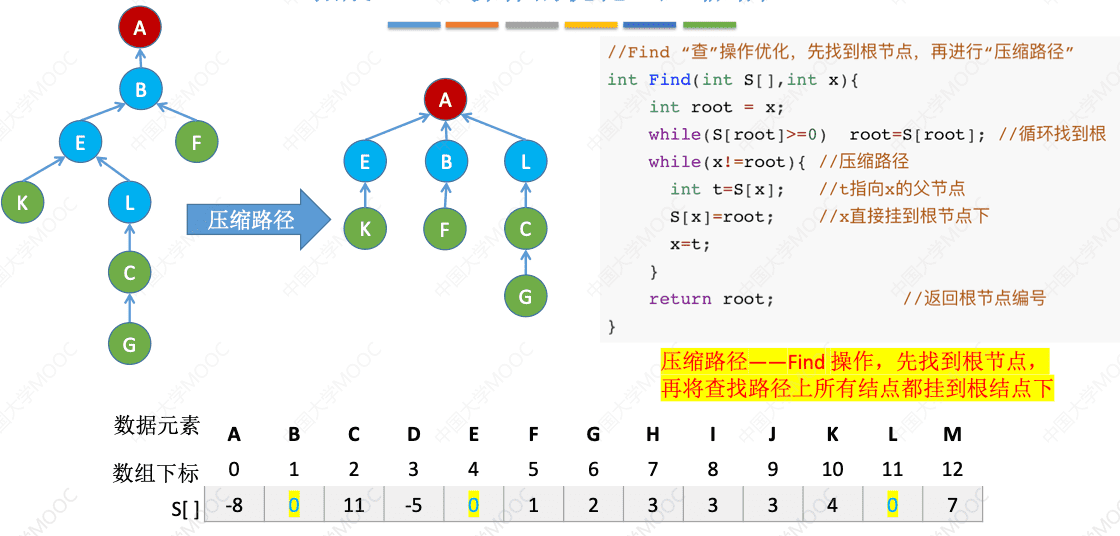 A
B
E
F
K
L
C
G
压缩路径
A
E
B
L
K
F
C
G
//Find “查”操作优化，先找到根节点，再进行“压缩路径”
int Find(int S[],int x){
int root = x;
while(S[root]>=0)  root=S[root]; //循环找到根
while(x!=root){ //压缩路径
int t=S[x];    //t指向x的父节点
S[x]=root;     //x直接挂到根节点下
x=t;
}
return root;            //返回根节点编号
}
压缩路径——Find 操作，先找到根节点，
再将查找路径上所有结点都挂到根结点下
数据元素 A B C D E F G H I J K L M
数组下标 0 1 2 3 4 5 6 7 8 9 10 11 12
S[ ] -8 0 11 -5 0 1 2 3 3 3 4 0 7
中国大学MOOC